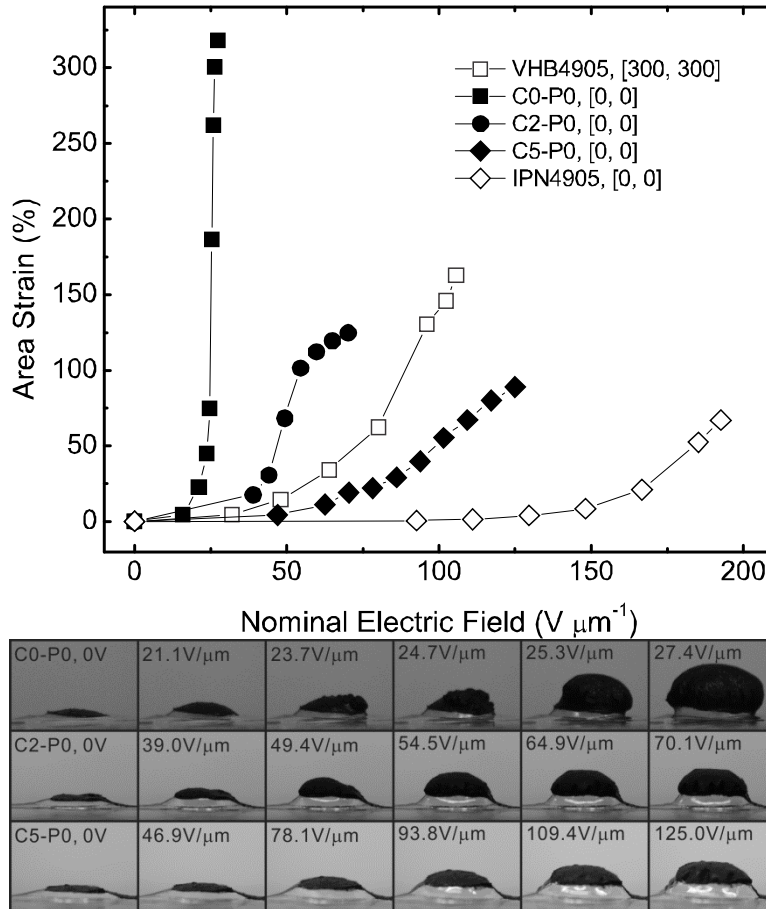 300
250
200
150
100
50
0
Area Strain (%)
VHB4905, [300, 300]
C0-P0, [0, 0]
C2-P0, [0, 0]
C5-P0, [0, 0]
IPN4905, [0, 0]
0 50 100 150 200
Nominal Electric Field (V μm⁻¹)
C0-P0, 0V 21.1V/μm 23.7V/μm 24.7V/μm 25.3V/μm 27.4V/μm
C2-P0, 0V 39.0V/μm 49.4V/μm 54.5V/μm 64.9V/μm 70.1V/μm
C5-P0, 0V 46.9V/μm 78.1V/μm 93.8V/μm 109.4V/μm 125.0V/μm